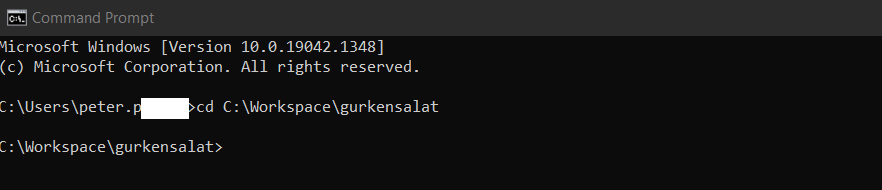 Command Prompt
Microsoft Windows [Version 10.0.19042.1348]
(c) Microsoft Corporation. All rights reserved.
C:\Users\peter.p>cd C:\Workspace\gurkensalat
C:\Workspace\gurkensalat>